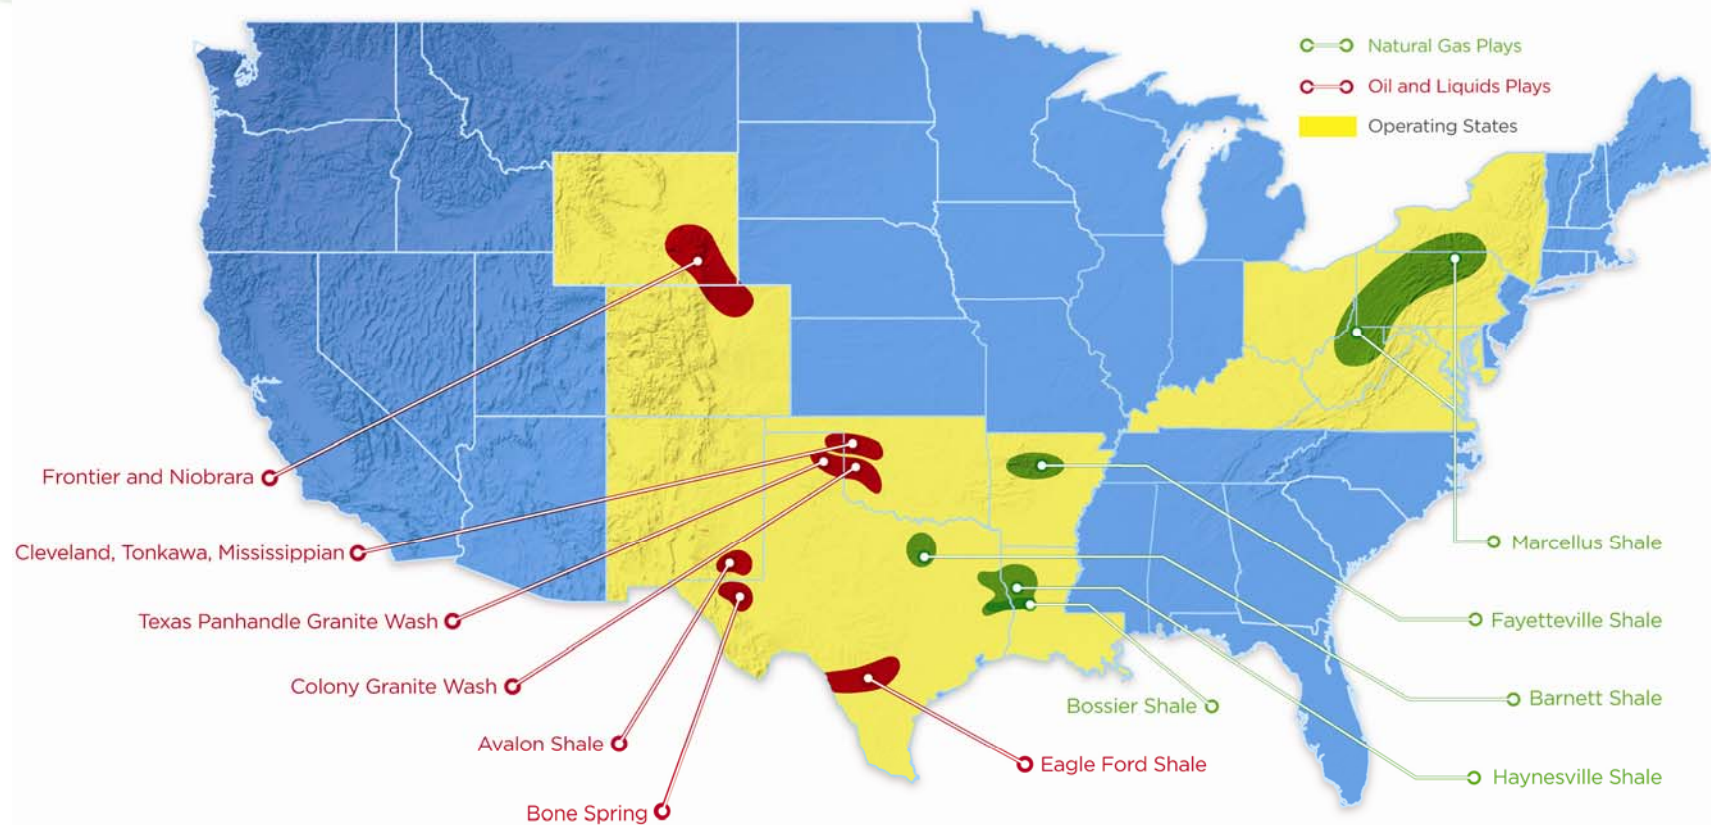 Natural Gas Plays
Oil and Liquids Plays
Operating States
Frontier and Niobrara
Cleveland, Tonkawa, Mississippian
Texas Panhandle Granite Wash
Colony Granite Wash
Avalon Shale
Bone Spring
Eagle Ford Shale
Bossier Shale
Marcellus Shale
Fayetteville Shale
Barnett Shale
Haynesville Shale